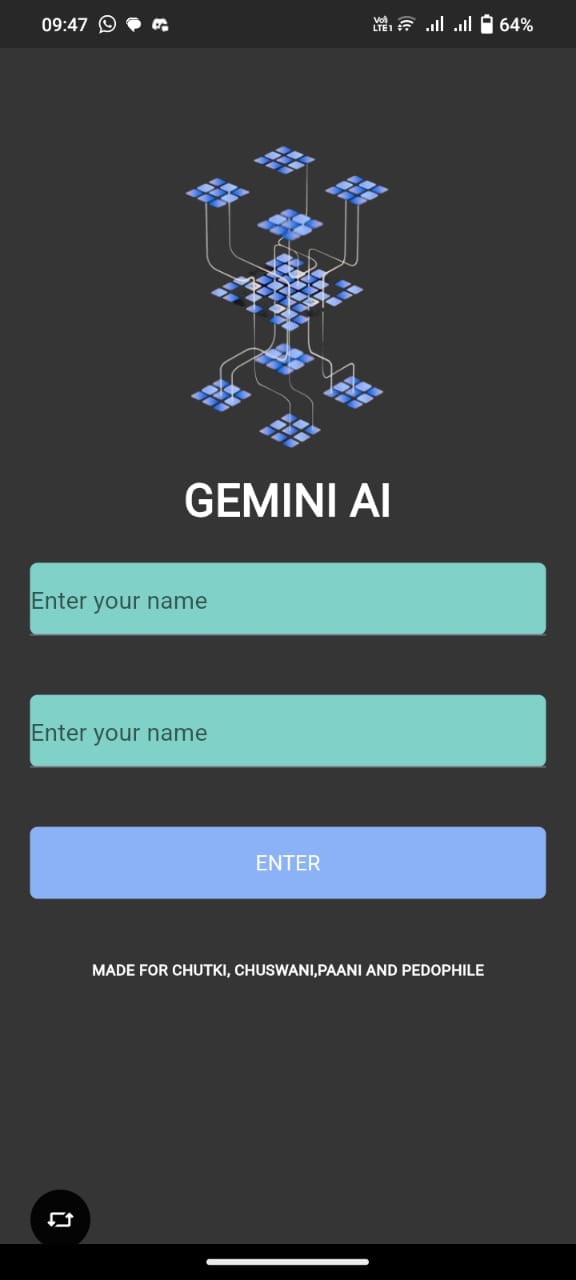 09:47 Vo) LTE1 64%
GEMINI AI
Enter your name
Enter your name
ENTER
MADE FOR CHUTKI, CHUSWANI,PAANI AND PEDOPHILE